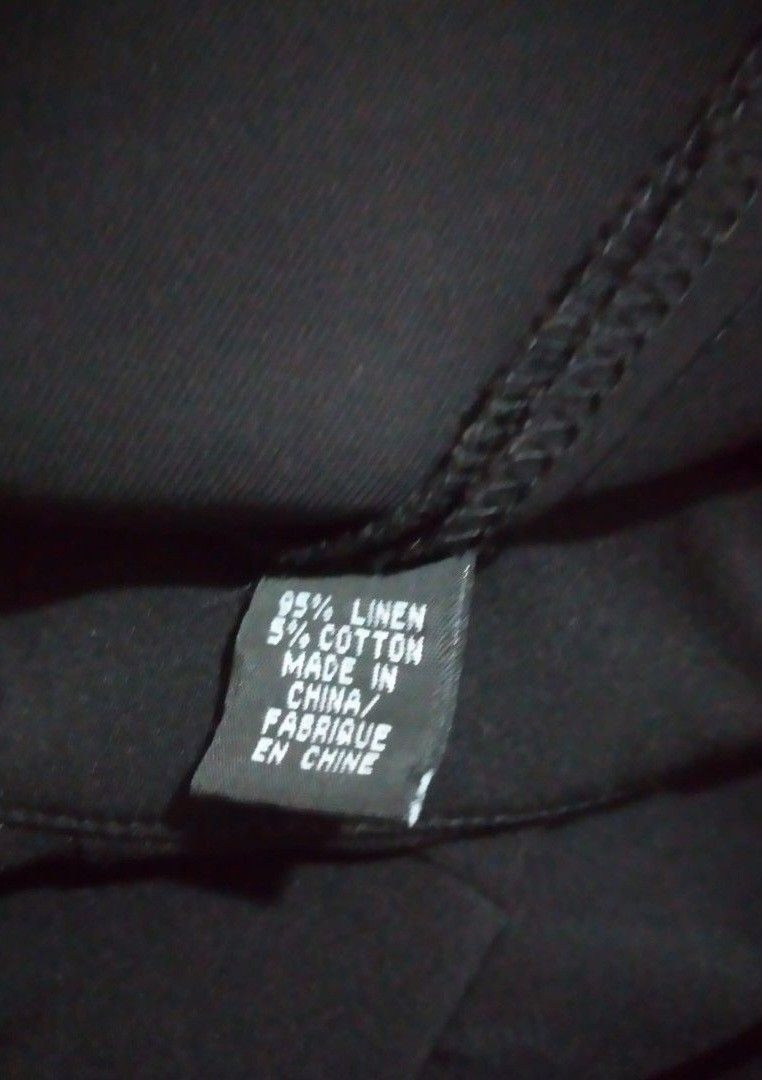 95% LINEN
5% COTTON
MADE IN
CHINA/
FABRIQUE
EN CHINE